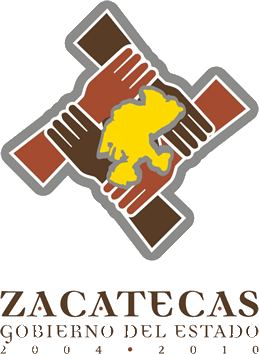 ZACATECAS
GOBIERNO DEL ESTADO
2004 • 2010